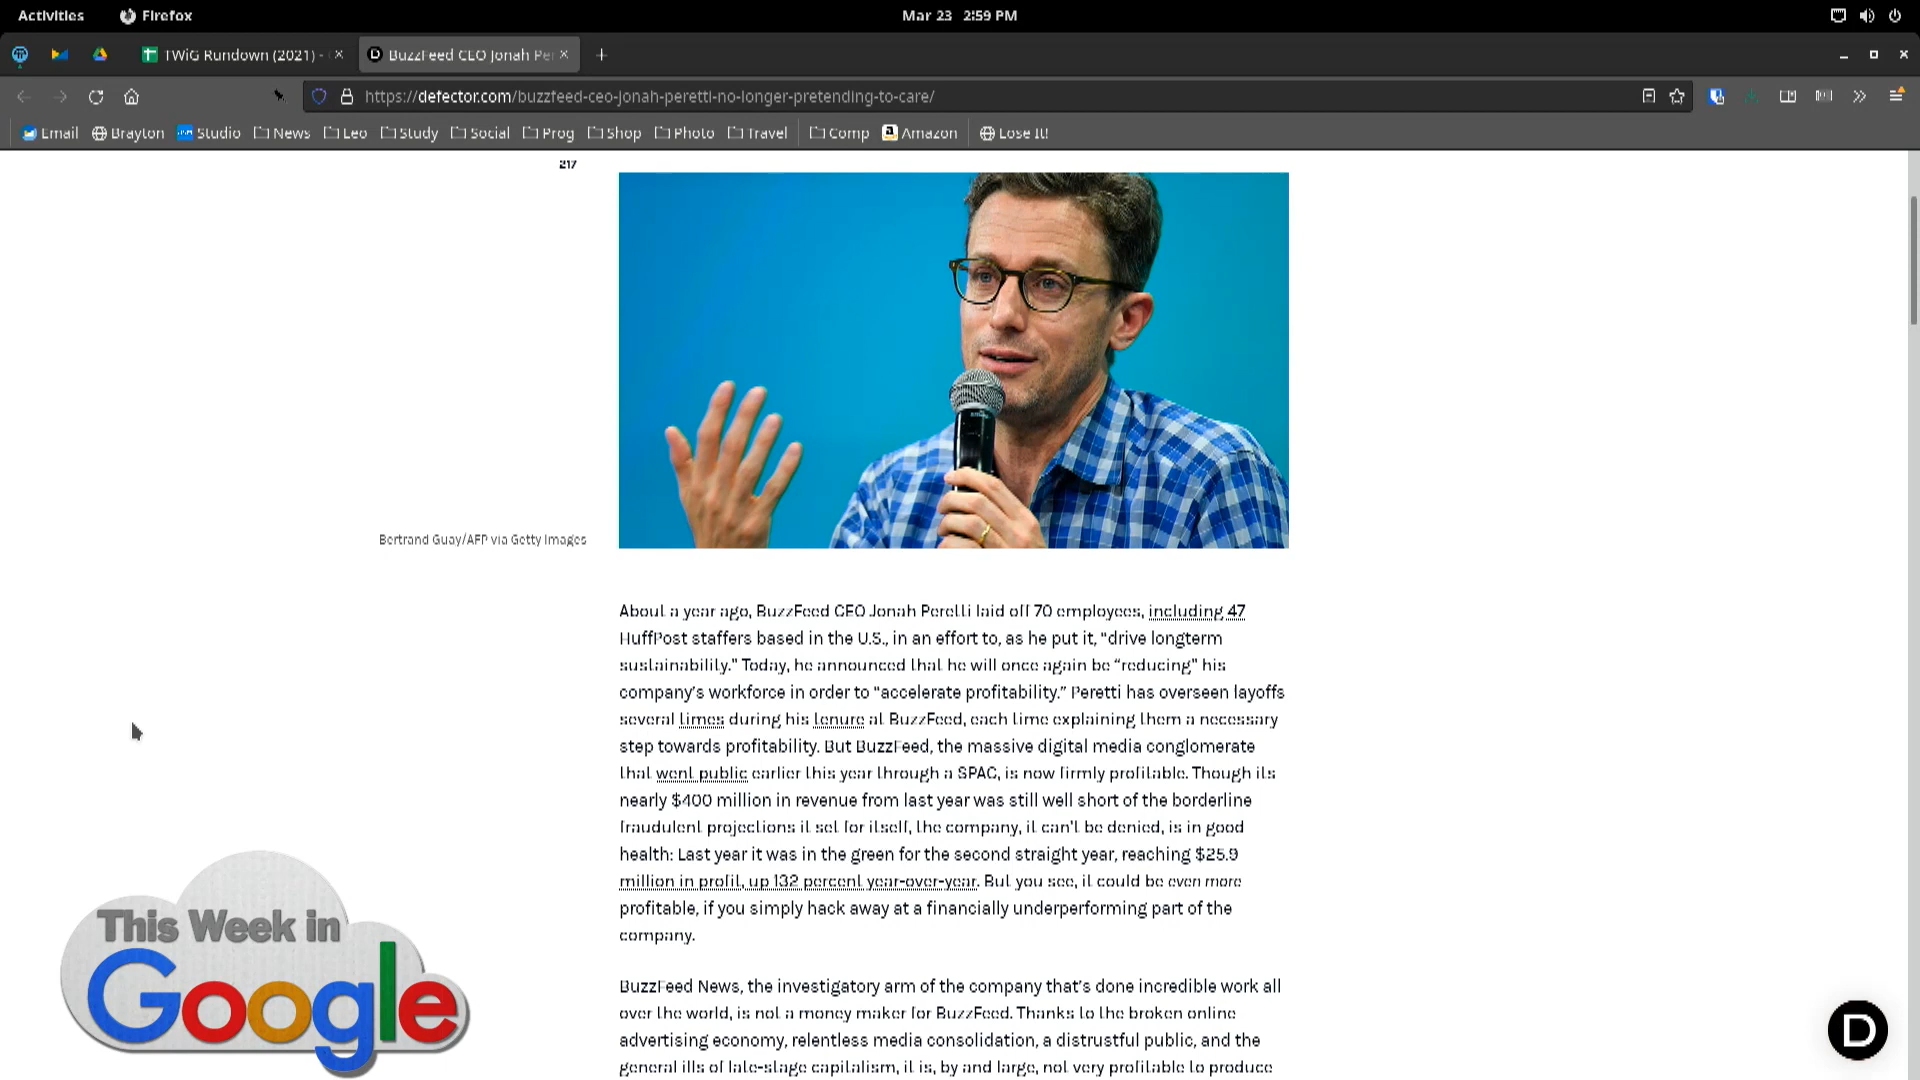 Activities Firefox Mar 23 2:59 PM
TWiG Rundown (2021) - BuzzFeed CEO Jonah Per
https://defector.com/buzzfeed-ceo-jonah-peretti-no-longer-pretending-to-care/
Email Brayton Studio News Leo Study Social Prog Shop Photo Travel Comp Amazon Lose It!
217
Bertrand Guay/AFP via Getty Images
About a year ago, BuzzFeed CEO Jonah Peretti laid off 70 employees, including 47
HuffPost staffers based in the U.S., in an effort to, as he put it, “drive longterm
sustainability.” Today, he announced that he will once again be “reducing” his
company’s workforce in order to “accelerate profitability.” Peretti has overseen layoffs
several times during his tenure at BuzzFeed, each time explaining them a necessary
step towards profitability. But BuzzFeed, the massive digital media conglomerate
that went public earlier this year through a SPAC, is now firmly profitable. Though its
nearly $400 million in revenue from last year was still well short of the borderline
fraudulent projections it set for itself, the company, it can’t be denied, is in good
health: Last year it was in the green for the second straight year, reaching $25.9
million in profit, up 132 percent year-over-year. But you see, it could be even more
profitable, if you simply hack away at a financially underperforming part of the
company.
BuzzFeed News, the investigatory arm of the company that’s done incredible work all
over the world, is not a money maker for BuzzFeed. Thanks to the broken online
advertising economy, relentless media consolidation, a distrustful public, and the
general ills of late-stage capitalism, it is, by and large, not very profitable to produce
This Week in
Google
D